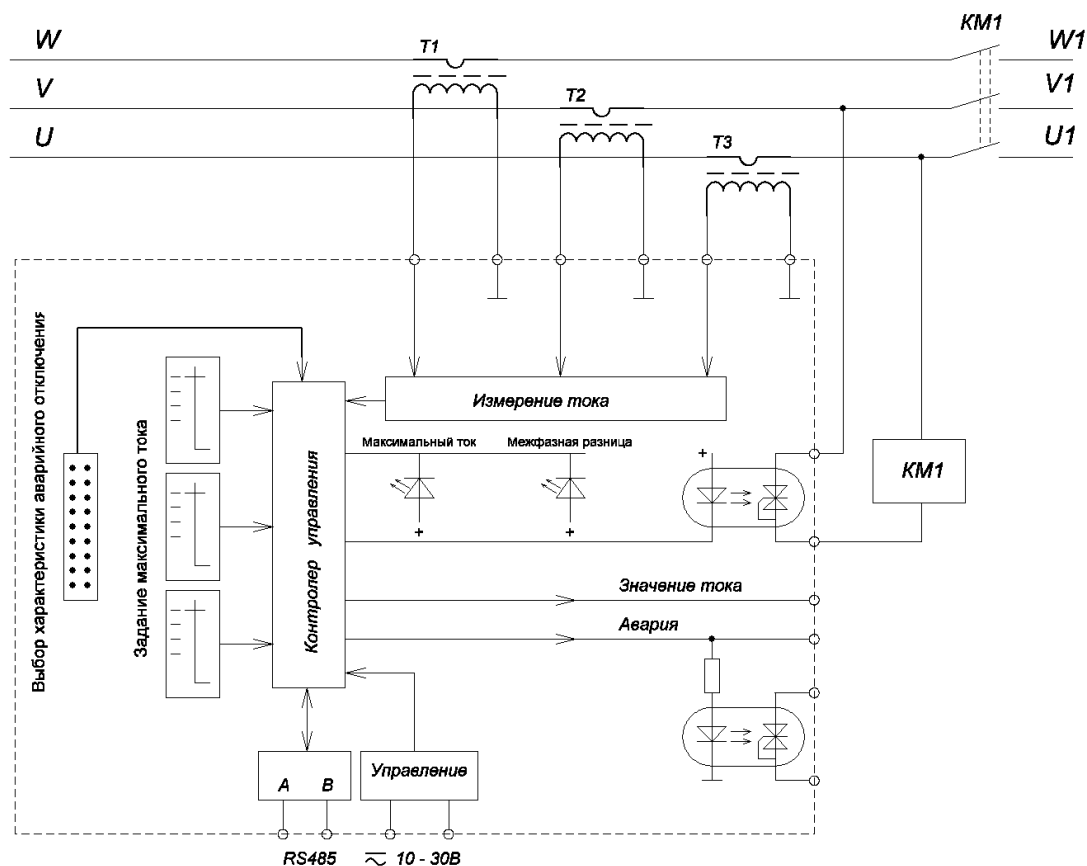 W
T1
KM1
W1
V
T2
V1
U
T3
U1
Выбор характеристики аварийного отключения
Задание максимального тока
Измерение тока
Максимальный ток
Межфазная разница
+
+
+
KM1
Контролер управления
Значение тока
Авария
A B
Управление
RS485
10 - 30В